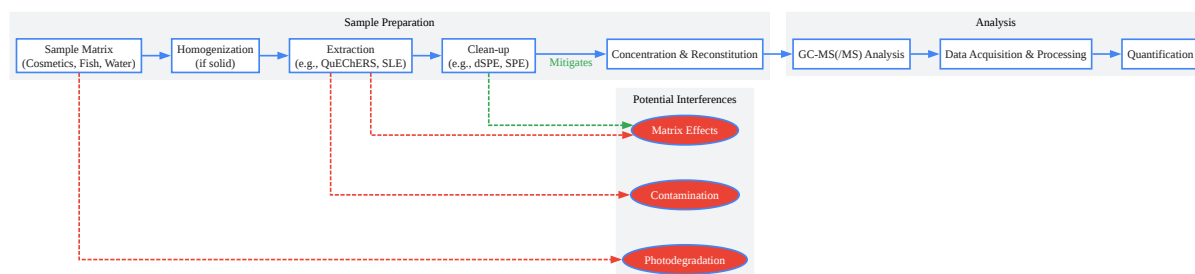 Sample Preparation
Analysis
Sample Matrix
(Cosmetics, Fish, Water)
Homogenization
(if solid)
Extraction
(e.g., QuEChERS, SLE)
Clean-up
(e.g., dSPE, SPE)
Mitigates
Concentration & Reconstitution
GC-MS(/MS) Analysis
Data Acquisition & Processing
Quantification
Potential Interferences
Matrix Effects
Contamination
Photodegradation